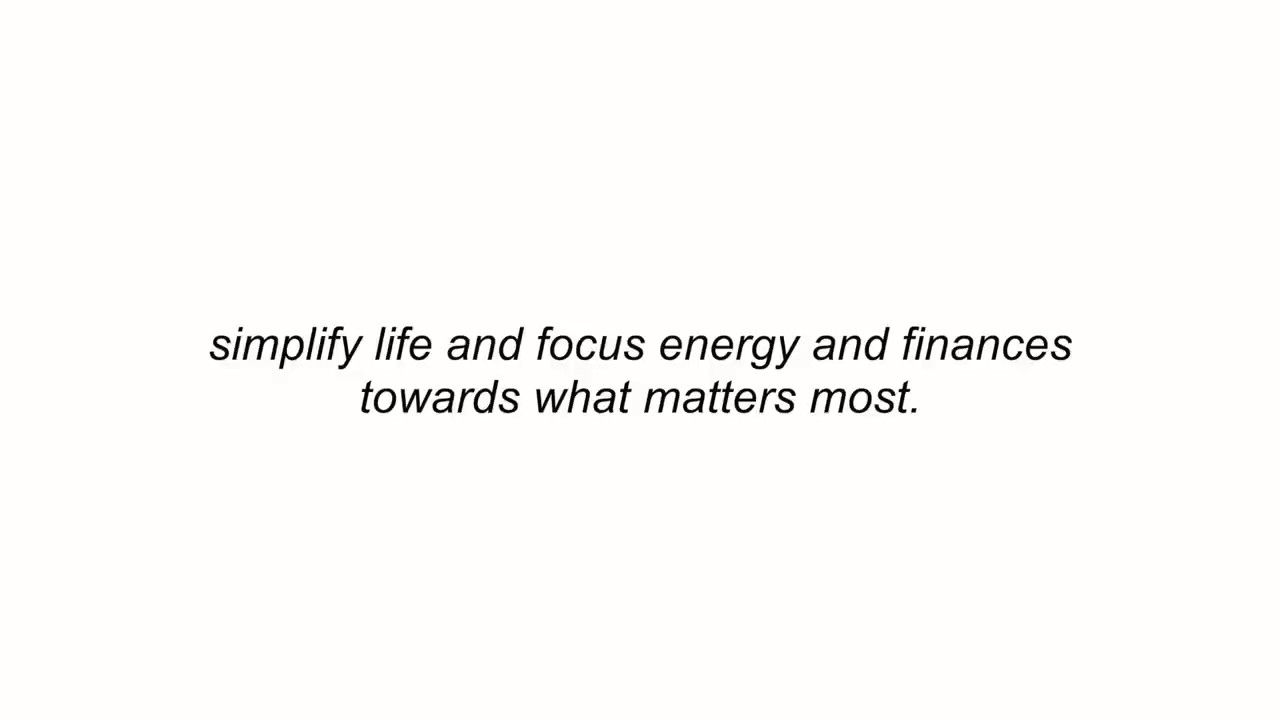 simplify life and focus energy and finances
towards what matters most.